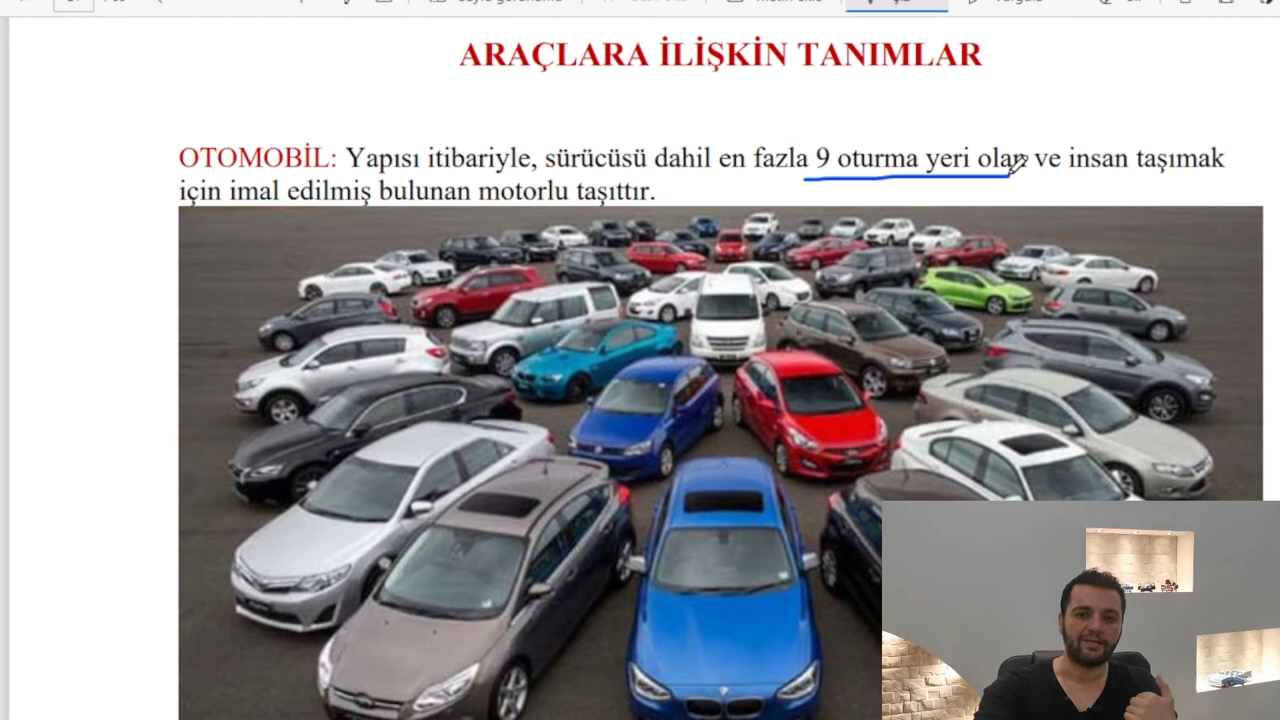 ARAÇLARA İLİŞKİN TANIMLAR
OTOMOBİL: Yapısı itibariyle, sürücüsü dahil en fazla 9 oturma yeri olan ve insan taşımak
için imal edilmiş bulunan motorlu taşıttır.